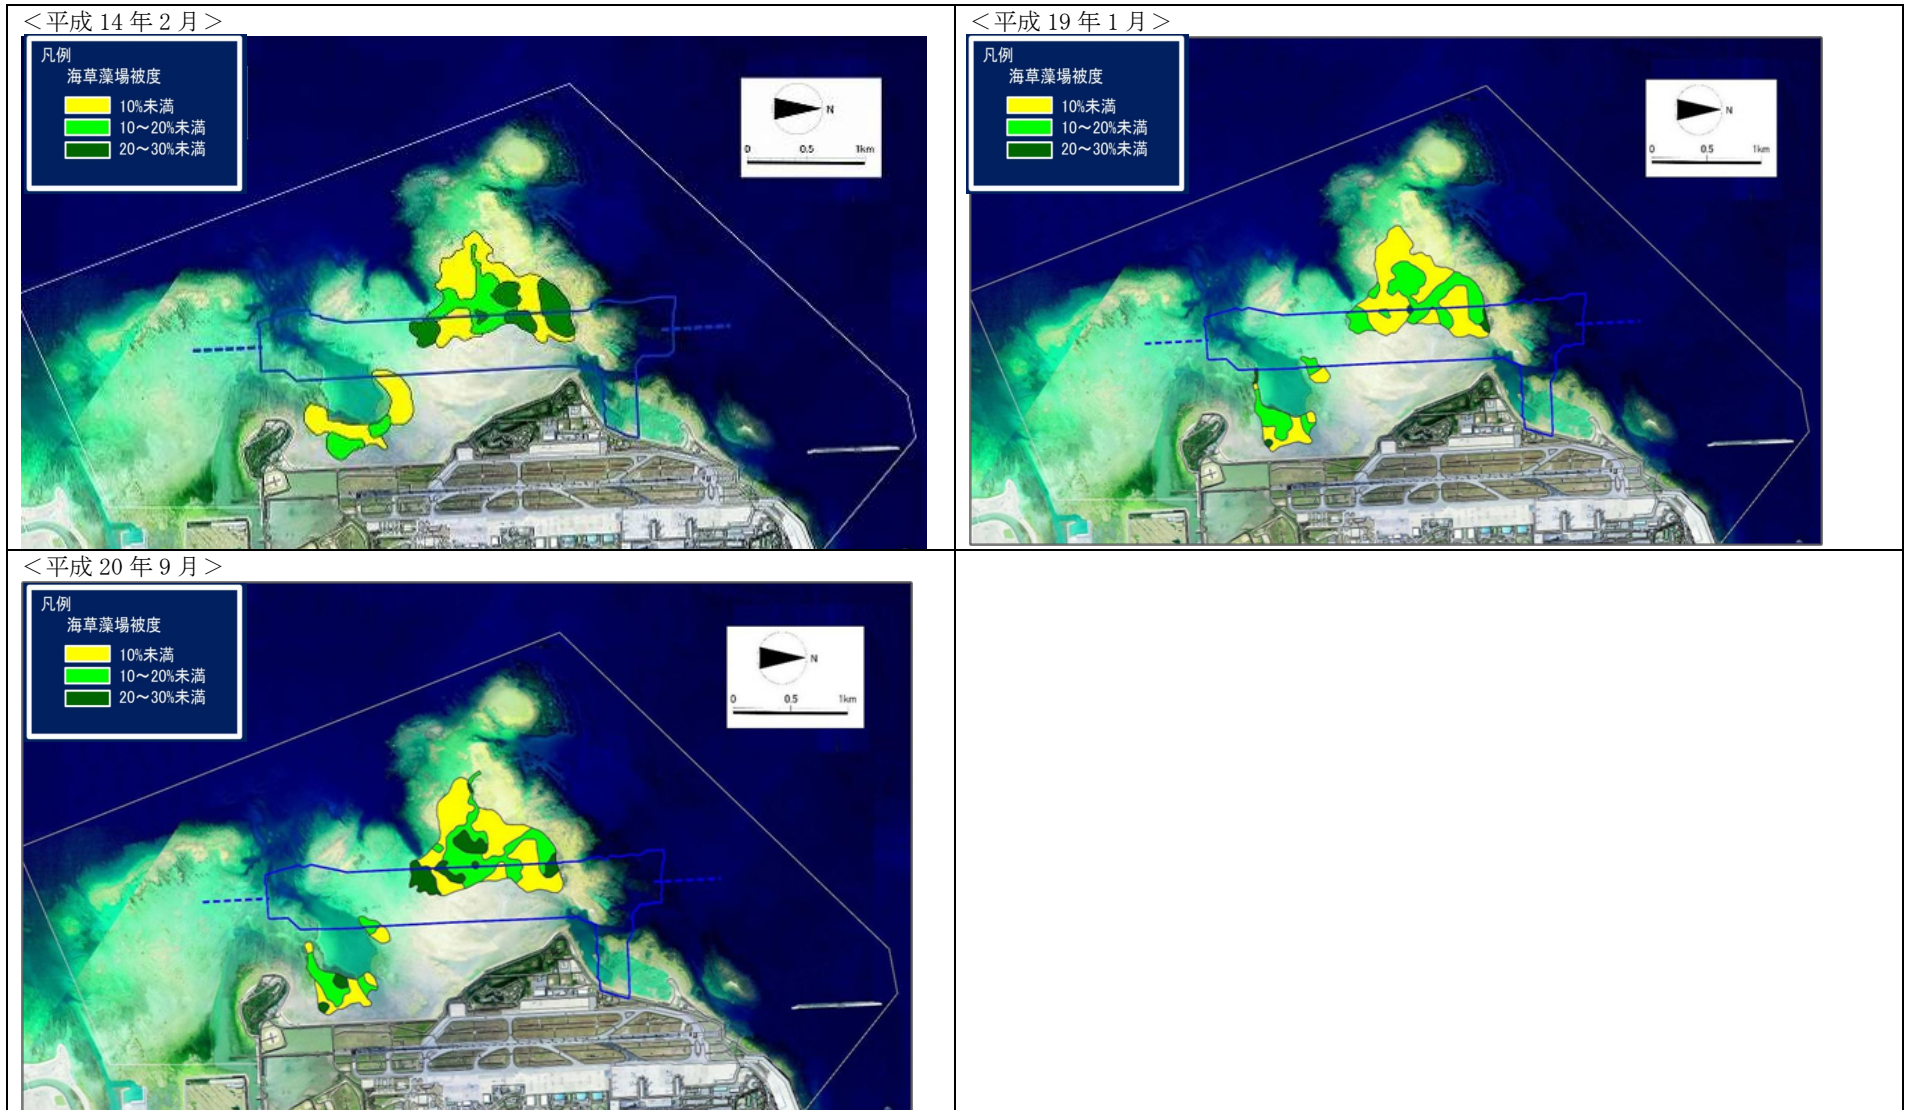 ＜平成 14 年 2 月＞
凡例
海草藻場被度
10%未満
10～20%未満
20～30%未満
N
0 0.5 1km
＜平成 19 年 1 月＞
凡例
海草藻場被度
10%未満
10～20%未満
20～30%未満
N
0 0.5 1km
＜平成 20 年 9 月＞
凡例
海草藻場被度
10%未満
10～20%未満
20～30%未満
N
0 0.5 1km